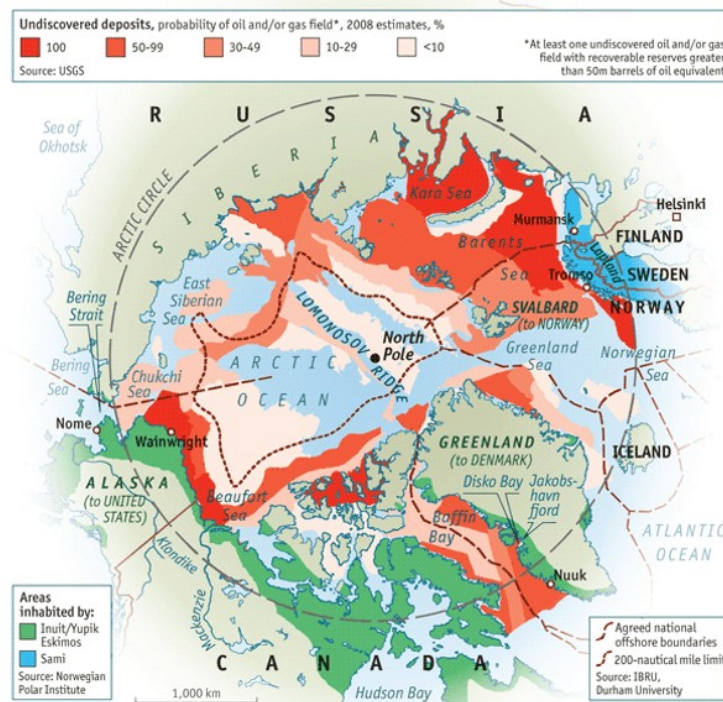 Undiscovered deposits, probability of oil and/or gas field*, 2008 estimates, %
100
50-99
30-49
10-29
<10
Source: USGS
*At least one undiscovered oil and/or gas
field with recoverable reserves greater
than 50m barrels of oil equivalent
RUSSIA
Sea of
Okhotsk
SIBERIA
ARCTIC CIRCLE
Kara Sea
Helsinki
Murmansk
FINLAND
Barents
Sea
Lapland
Tromso
SWEDEN
NORWAY
East
Siberian
Sea
Bering
Strait
LOMONOSOV RIDGE
SVALBARD
(to NORWAY)
North
Pole
Greenland
Sea
Norwegian
Sea
Bering
Sea
Chukchi
Sea
ARCTIC
OCEAN
Nome
Wainwright
GREENLAND
(to DENMARK)
ICELAND
ALASKA
(to UNITED
STATES)
Beaufort
Sea
Disko Bay
Jakobs-
havn
fjord
Baffin
Bay
ATLANTIC
OCEAN
Klondike
Mackenzie
Nuuk
Areas
inhabited by:
Inuit/Yupik
Eskimos
Sami
Source: Norwegian
Polar Institute
CANADA
Agreed national
offshore boundaries
200-nautical mile limit
Source: IBRU,
Durham University
1,000 km
Hudson Bay